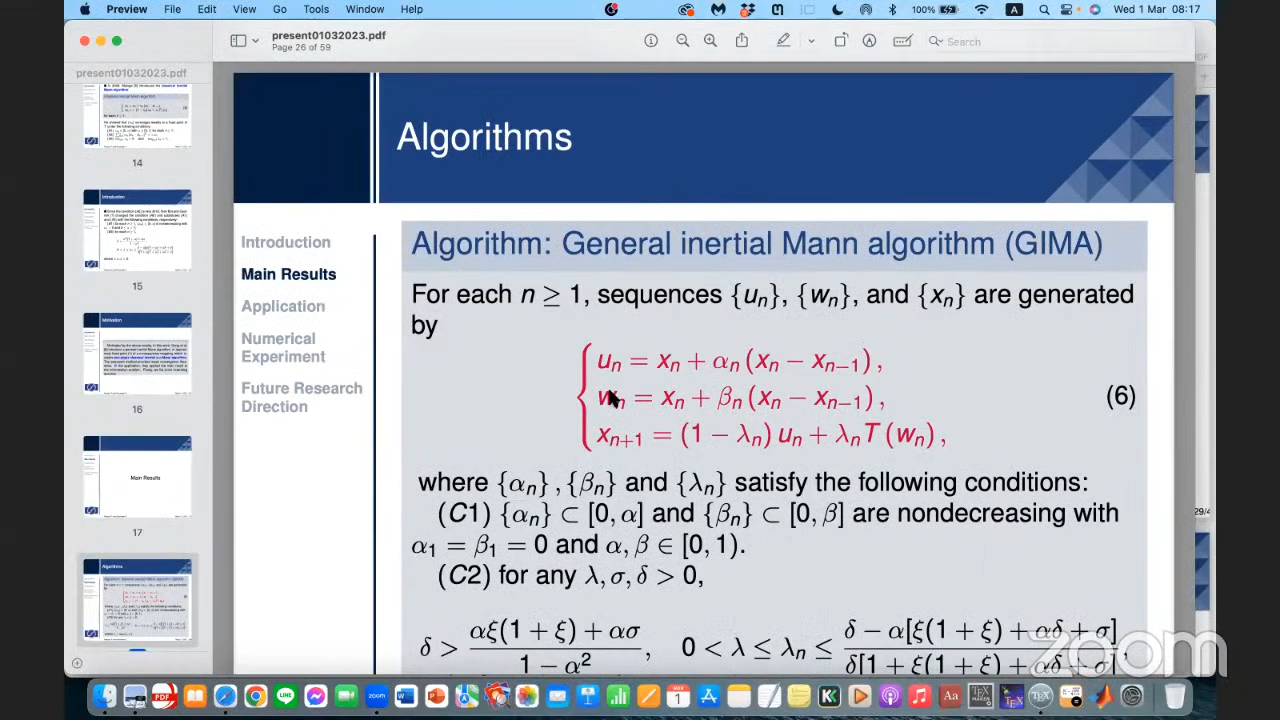 Preview File Edit View Go Tools Window Help 100% A Wed 1 Mar 08:17
present01032023.pdf
Page 26 of 59
Search
present01032023.pdf
14
Introduction
15
Motivation
16
Main Results
17
Algorithms
Algorithms
Introduction
Main Results
Application
Numerical
Experiment
Future Research
Direction
Algorithm: General inertial Mann algorithm (GIMA)
For each n ≥ 1, sequences {uₙ}, {wₙ}, and {xₙ} are generated
by
uₙ = xₙ + αₙ (xₙ − xₙ₋₁) ,
wₙ = xₙ + βₙ (xₙ − xₙ₋₁) , (6)
xₙ₊₁ = (1 − λₙ) uₙ + λₙT (wₙ) ,
where {αₙ} , {βₙ} and {λₙ} satisfy the following conditions:
(C1) {αₙ} ⊂ [0, α] and {βₙ} ⊂ [0, β] are nondecreasing with
α₁ = β₁ = 0 and α, β ∈ [0, 1).
(C2) for any λ, σ, δ > 0,
δ > αξ(1 + ξ) + ασ / 1 − α² , 0 < λ ≤ λₙ ≤ δ − α[ξ(1 + ξ) + αδ + σ] / δ[1 + ξ(1 + ξ) + αδ + σ] ,
zoom